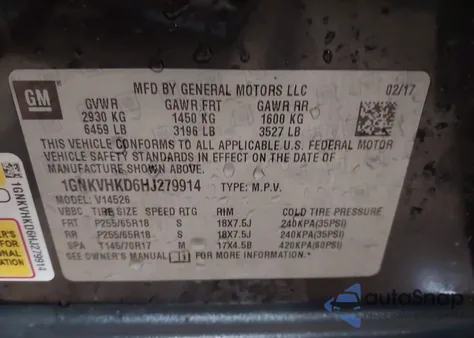 GM
MFD BY GENERAL MOTORS LLC 02/17
GVWR GAWR FRT GAWR RR
2930 KG 1450 KG 1600 KG
6459 LB 3196 LB 3527 LB
THIS VEHICLE CONFORMS TO ALL APPLICABLE U.S. FEDERAL MOTOR
VEHICLE SAFETY STANDARDS IN EFFECT ON THE DATE OF
MANUFACTURE SHOWN ABOVE.
1GNKVHKD6HJ279914 TYPE: M.P.V.
MODEL: V14526
VBBC TIRE SIZE SPEED RTG RIM COLD TIRE PRESSURE
FRT P255/65R18 S 18X7.5J 240KPA(35PSI)
RR P255/65R18 S 18X7.5J 240KPA(35PSI)
SPA T145/70R17 M 17X4.5B 420KPA(60PSI)
SEE OWNER'S MANUAL FOR MORE INFORMATION.
1GNKVHKD6HJ279914
autoSnap